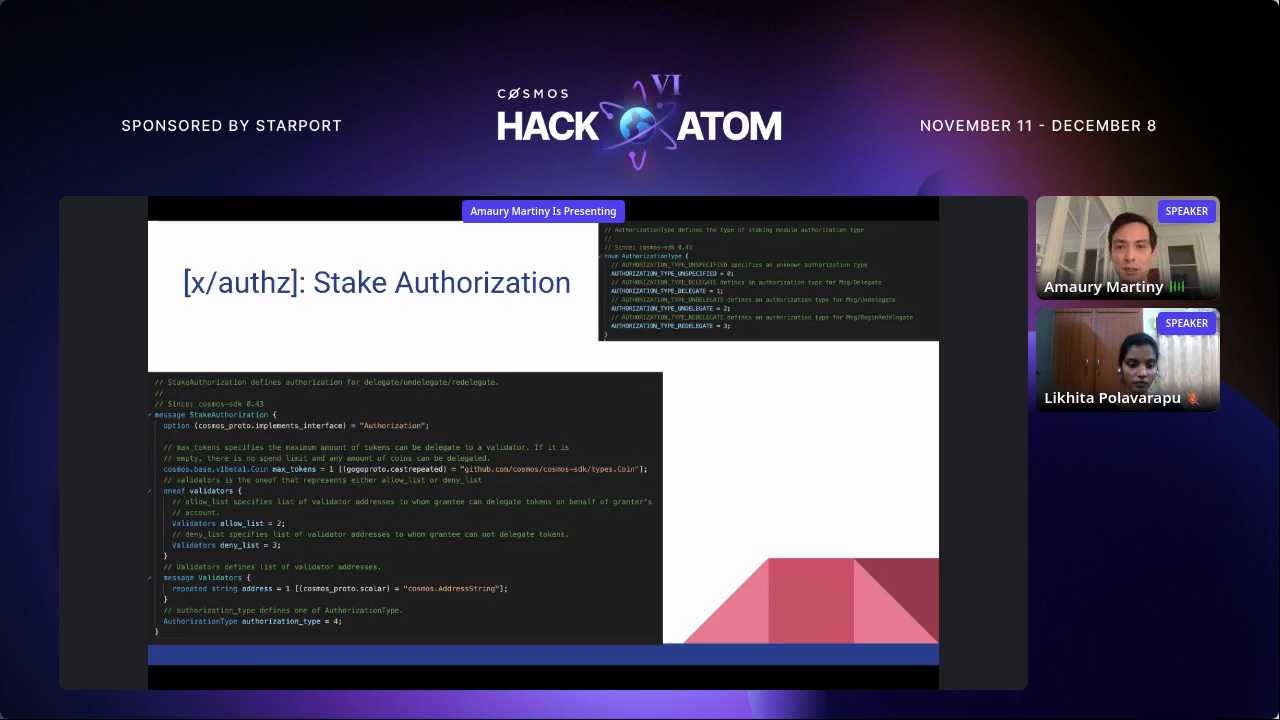 SPONSORED BY STARPORT
CØSMOS
VI
HACK ATOM
NOVEMBER 11 - DECEMBER 8
Amaury Martiny Is Presenting
[x/authz]: Stake Authorization
// AuthorizationType defines the type of staking module authorization type
//
// Since: cosmos-sdk 0.43
enum AuthorizationType {
// AUTHORIZATION_TYPE_UNSPECIFIED specifies an unknown authorization type
AUTHORIZATION_TYPE_UNSPECIFIED = 0;
// AUTHORIZATION_TYPE_DELEGATE defines an authorization type for Msg/Delegate
AUTHORIZATION_TYPE_DELEGATE = 1;
// AUTHORIZATION_TYPE_UNDELEGATE defines an authorization type for Msg/Undelegate
AUTHORIZATION_TYPE_UNDELEGATE = 2;
// AUTHORIZATION_TYPE_REDELEGATE defines an authorization type for Msg/BeginRedelegate
AUTHORIZATION_TYPE_REDELEGATE = 3;
}
// StakeAuthorization defines authorization for delegate/undelegate/redelegate.
//
// Since: cosmos-sdk 0.43
message StakeAuthorization {
option (cosmos_proto.implements_interface) = "Authorization";
// max_tokens specifies the maximum amount of tokens can be delegate to a validator. If it is
// empty, there is no spend limit and any amount of coins can be delegated.
cosmos.base.v1beta1.Coin max_tokens = 1 [(gogoproto.castrepeated) = "github.com/cosmos/cosmos-sdk/types.Coin"];
// validators is the oneof that represents either allow_list or deny_list
oneof validators {
// allow_list specifies list of validator addresses to whom grantee can delegate tokens on behalf of granter's
// account.
Validators allow_list = 2;
// deny_list specifies list of validator addresses to whom grantee can not delegate tokens.
Validators deny_list = 3;
}
// Validators defines list of validator addresses.
message Validators {
repeated string address = 1 [(cosmos_proto.scalar) = "cosmos.AddressString"];
}
// authorization_type defines one of AuthorizationType.
AuthorizationType authorization_type = 4;
}
SPEAKER
Amaury Martiny
SPEAKER
Likhita Polavarapu